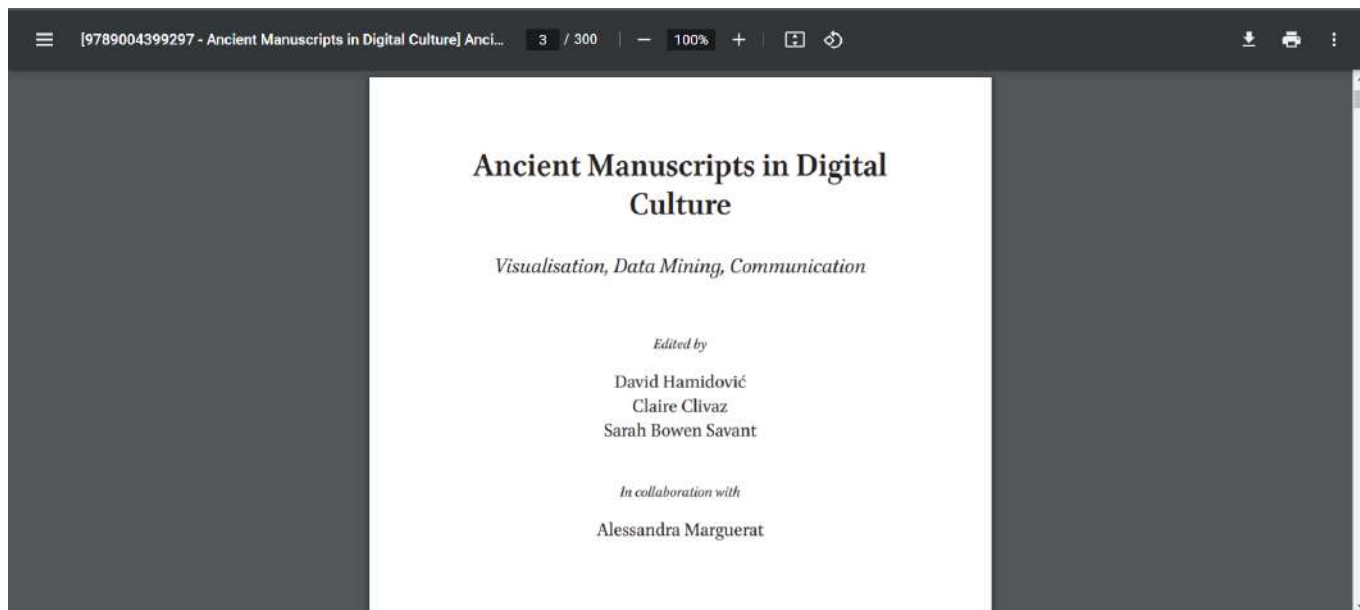 [9789004399297 - Ancient Manuscripts in Digital Culture] Anci... 3 / 300 100%
Ancient Manuscripts in Digital
Culture
Visualisation, Data Mining, Communication
Edited by
David Hamidović
Claire Clivaz
Sarah Bowen Savant
In collaboration with
Alessandra Marguerat